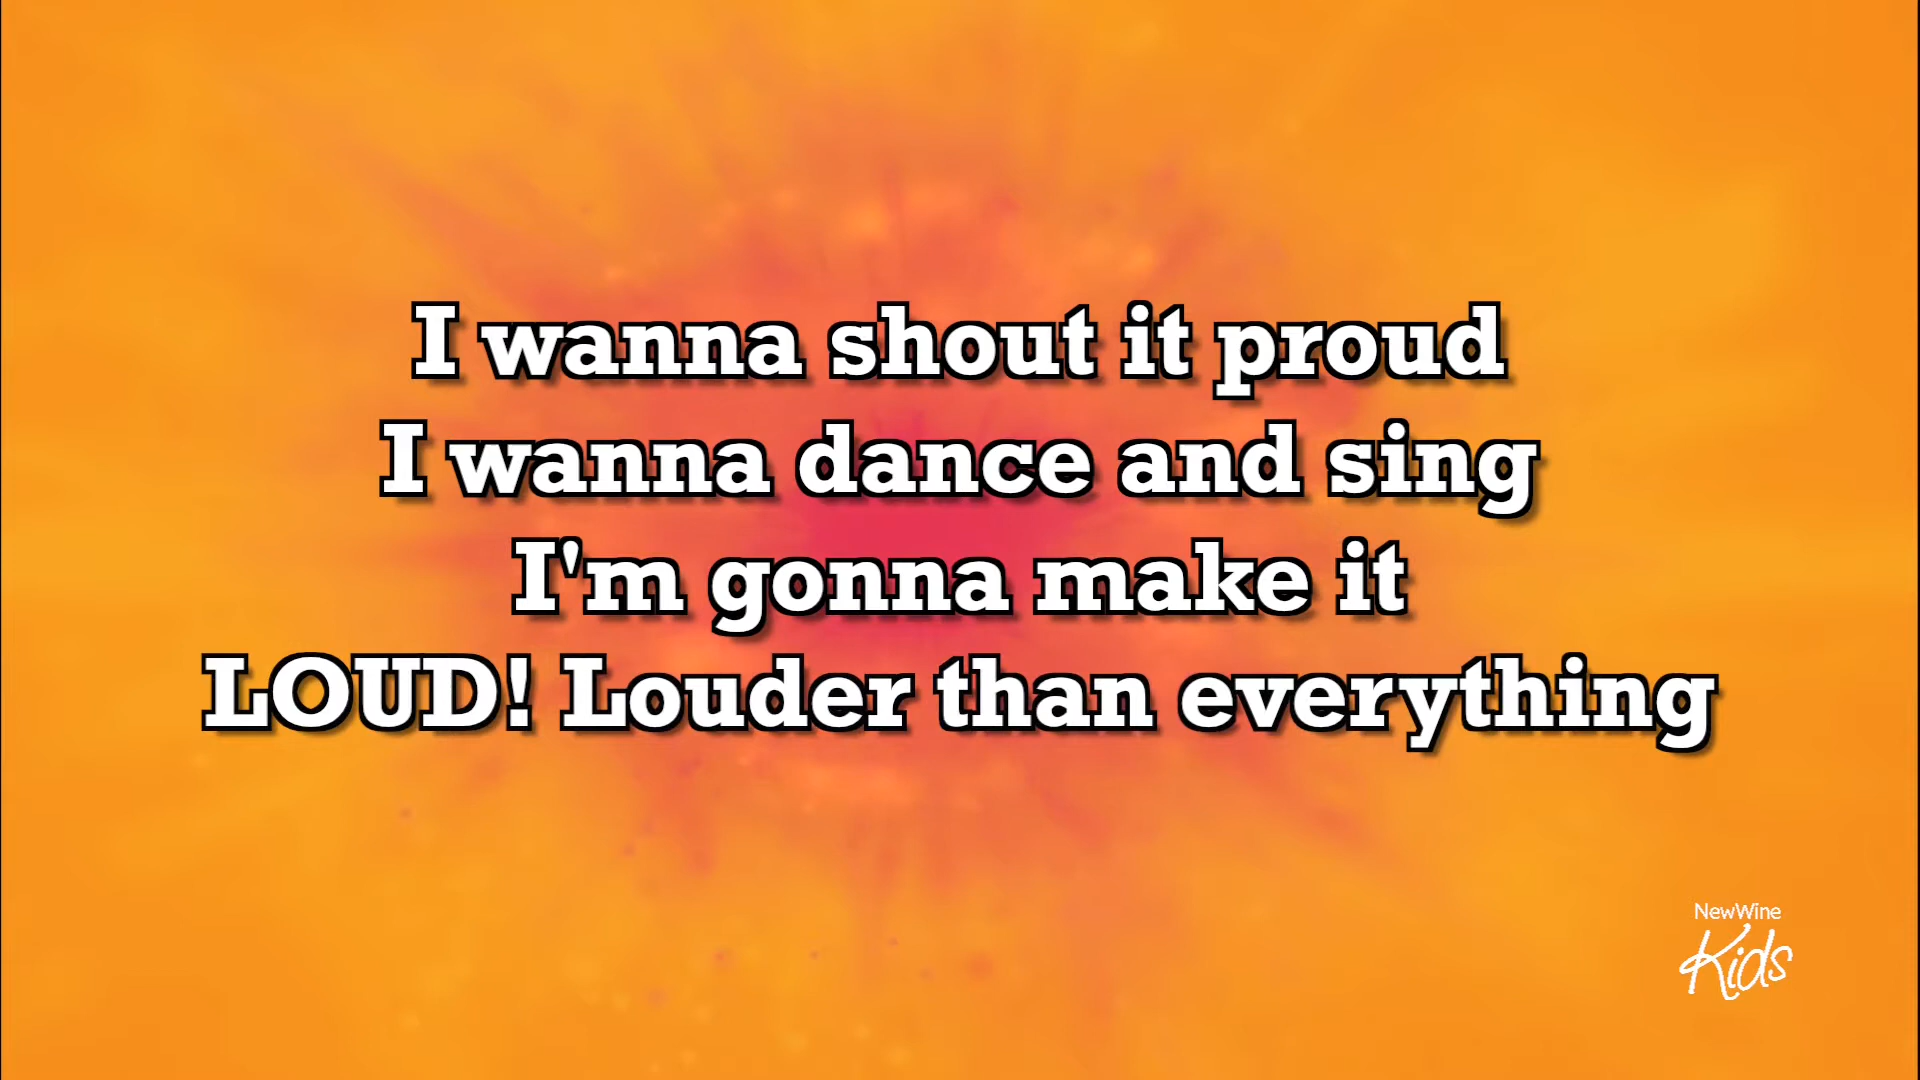 I wanna shout it proud
I wanna dance and sing
I'm gonna make it
LOUD! Louder than everything
NewWine
Kids